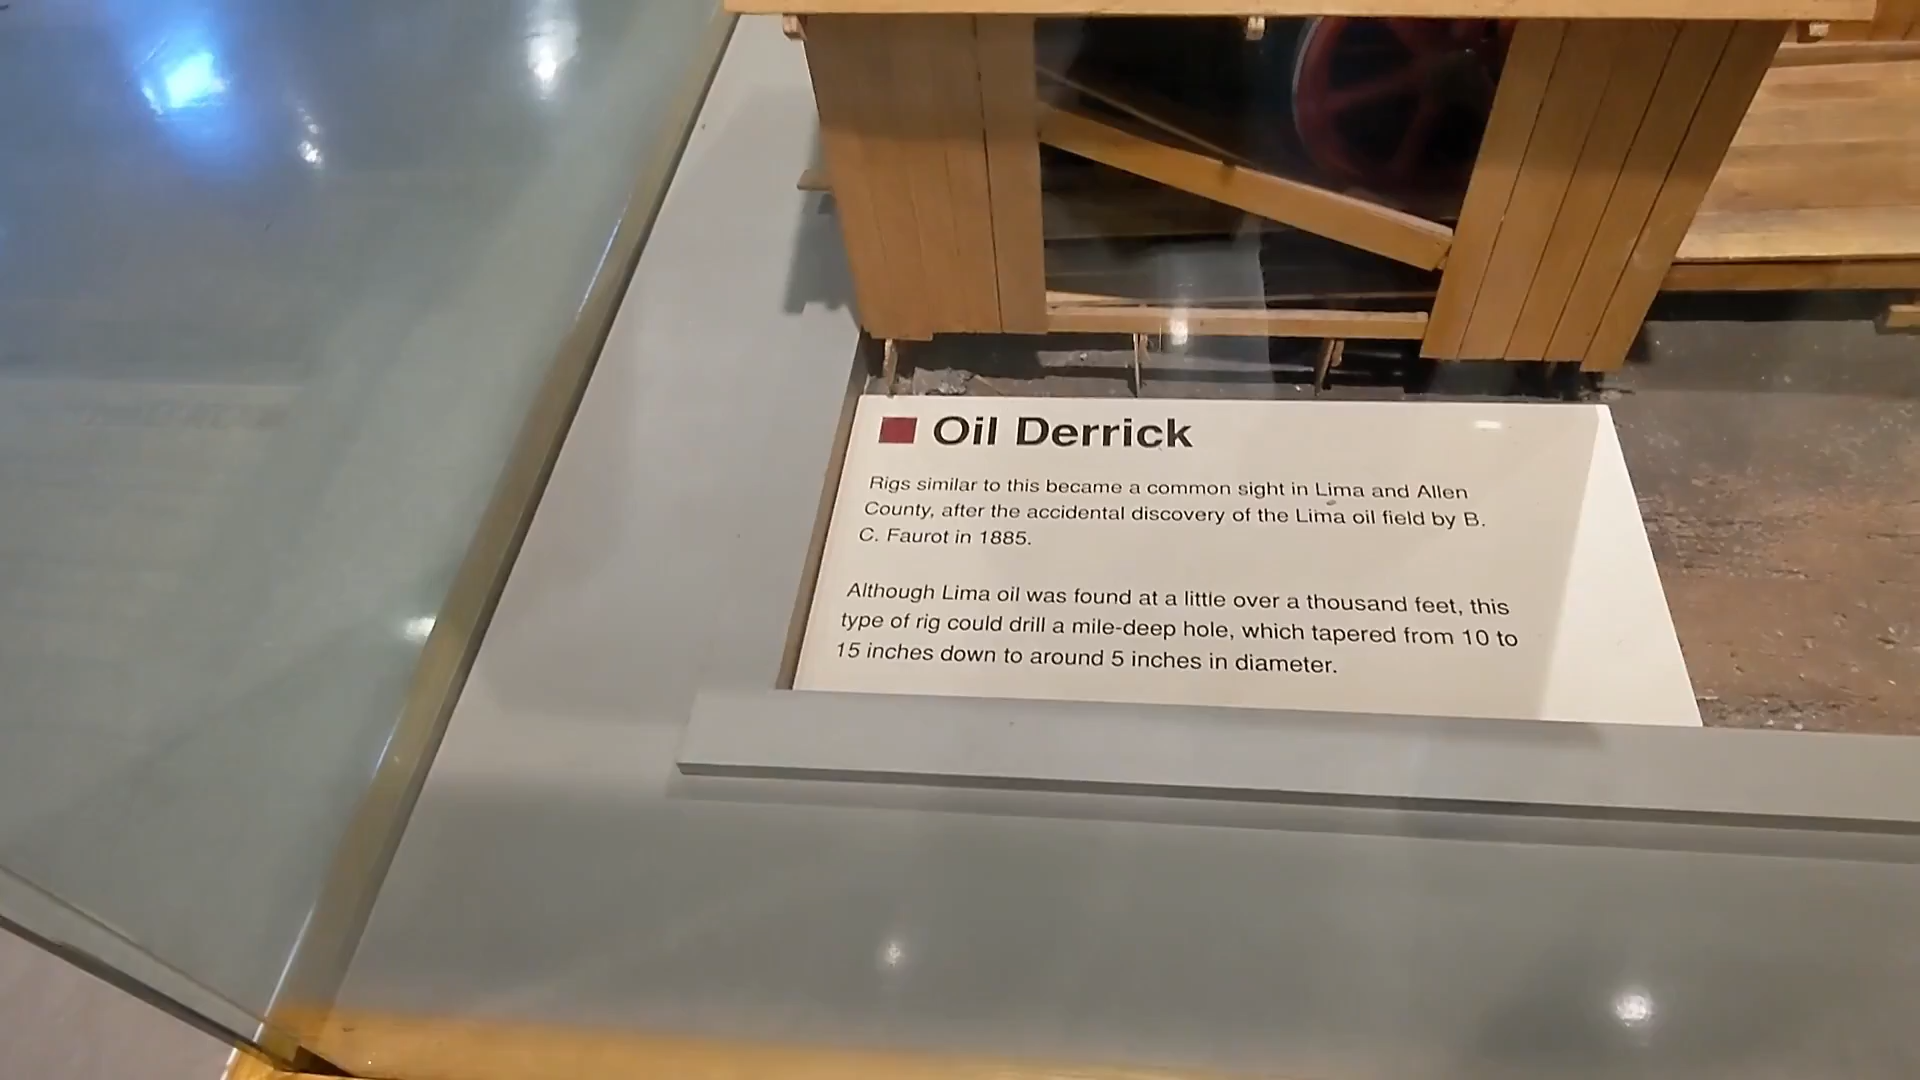 Oil Derrick
Rigs similar to this became a common sight in Lima and Allen
County, after the accidental discovery of the Lima oil field by B.
C. Faurot in 1885.
Although Lima oil was found at a little over a thousand feet, this
type of rig could drill a mile-deep hole, which tapered from 10 to
15 inches down to around 5 inches in diameter.